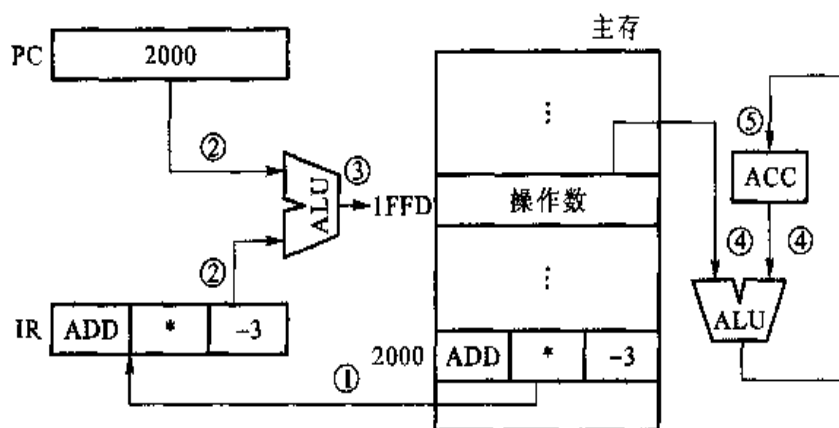 主存
PC
2000
⋮
②
⑤
③
ACC
ALU
1FFD
操作数
②
④
④
⋮
IR
ADD
*
-3
ALU
2000
ADD
*
-3
①